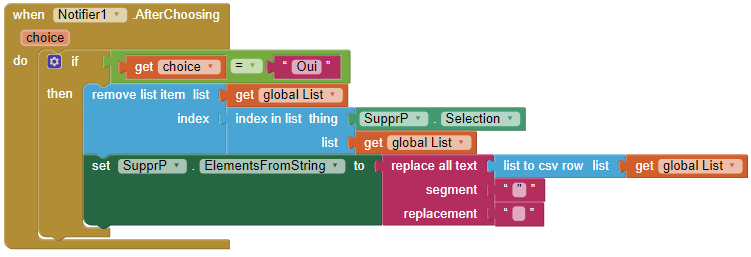 when Notifier1 .AfterChoosing
choice
do if get choice = " Oui "
then remove list item list get global List
index index in list thing SupprP . Selection
list get global List
set SupprP . ElementsFromString to replace all text list to csv row list get global List
segment " " "
replacement " "